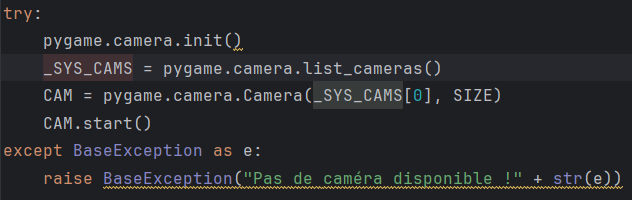 try:
    pygame.camera.init()
    _SYS_CAMS = pygame.camera.list_cameras()
    CAM = pygame.camera.Camera(_SYS_CAMS[0], SIZE)
    CAM.start()
except BaseException as e:
    raise BaseException("Pas de caméra disponible !" + str(e))